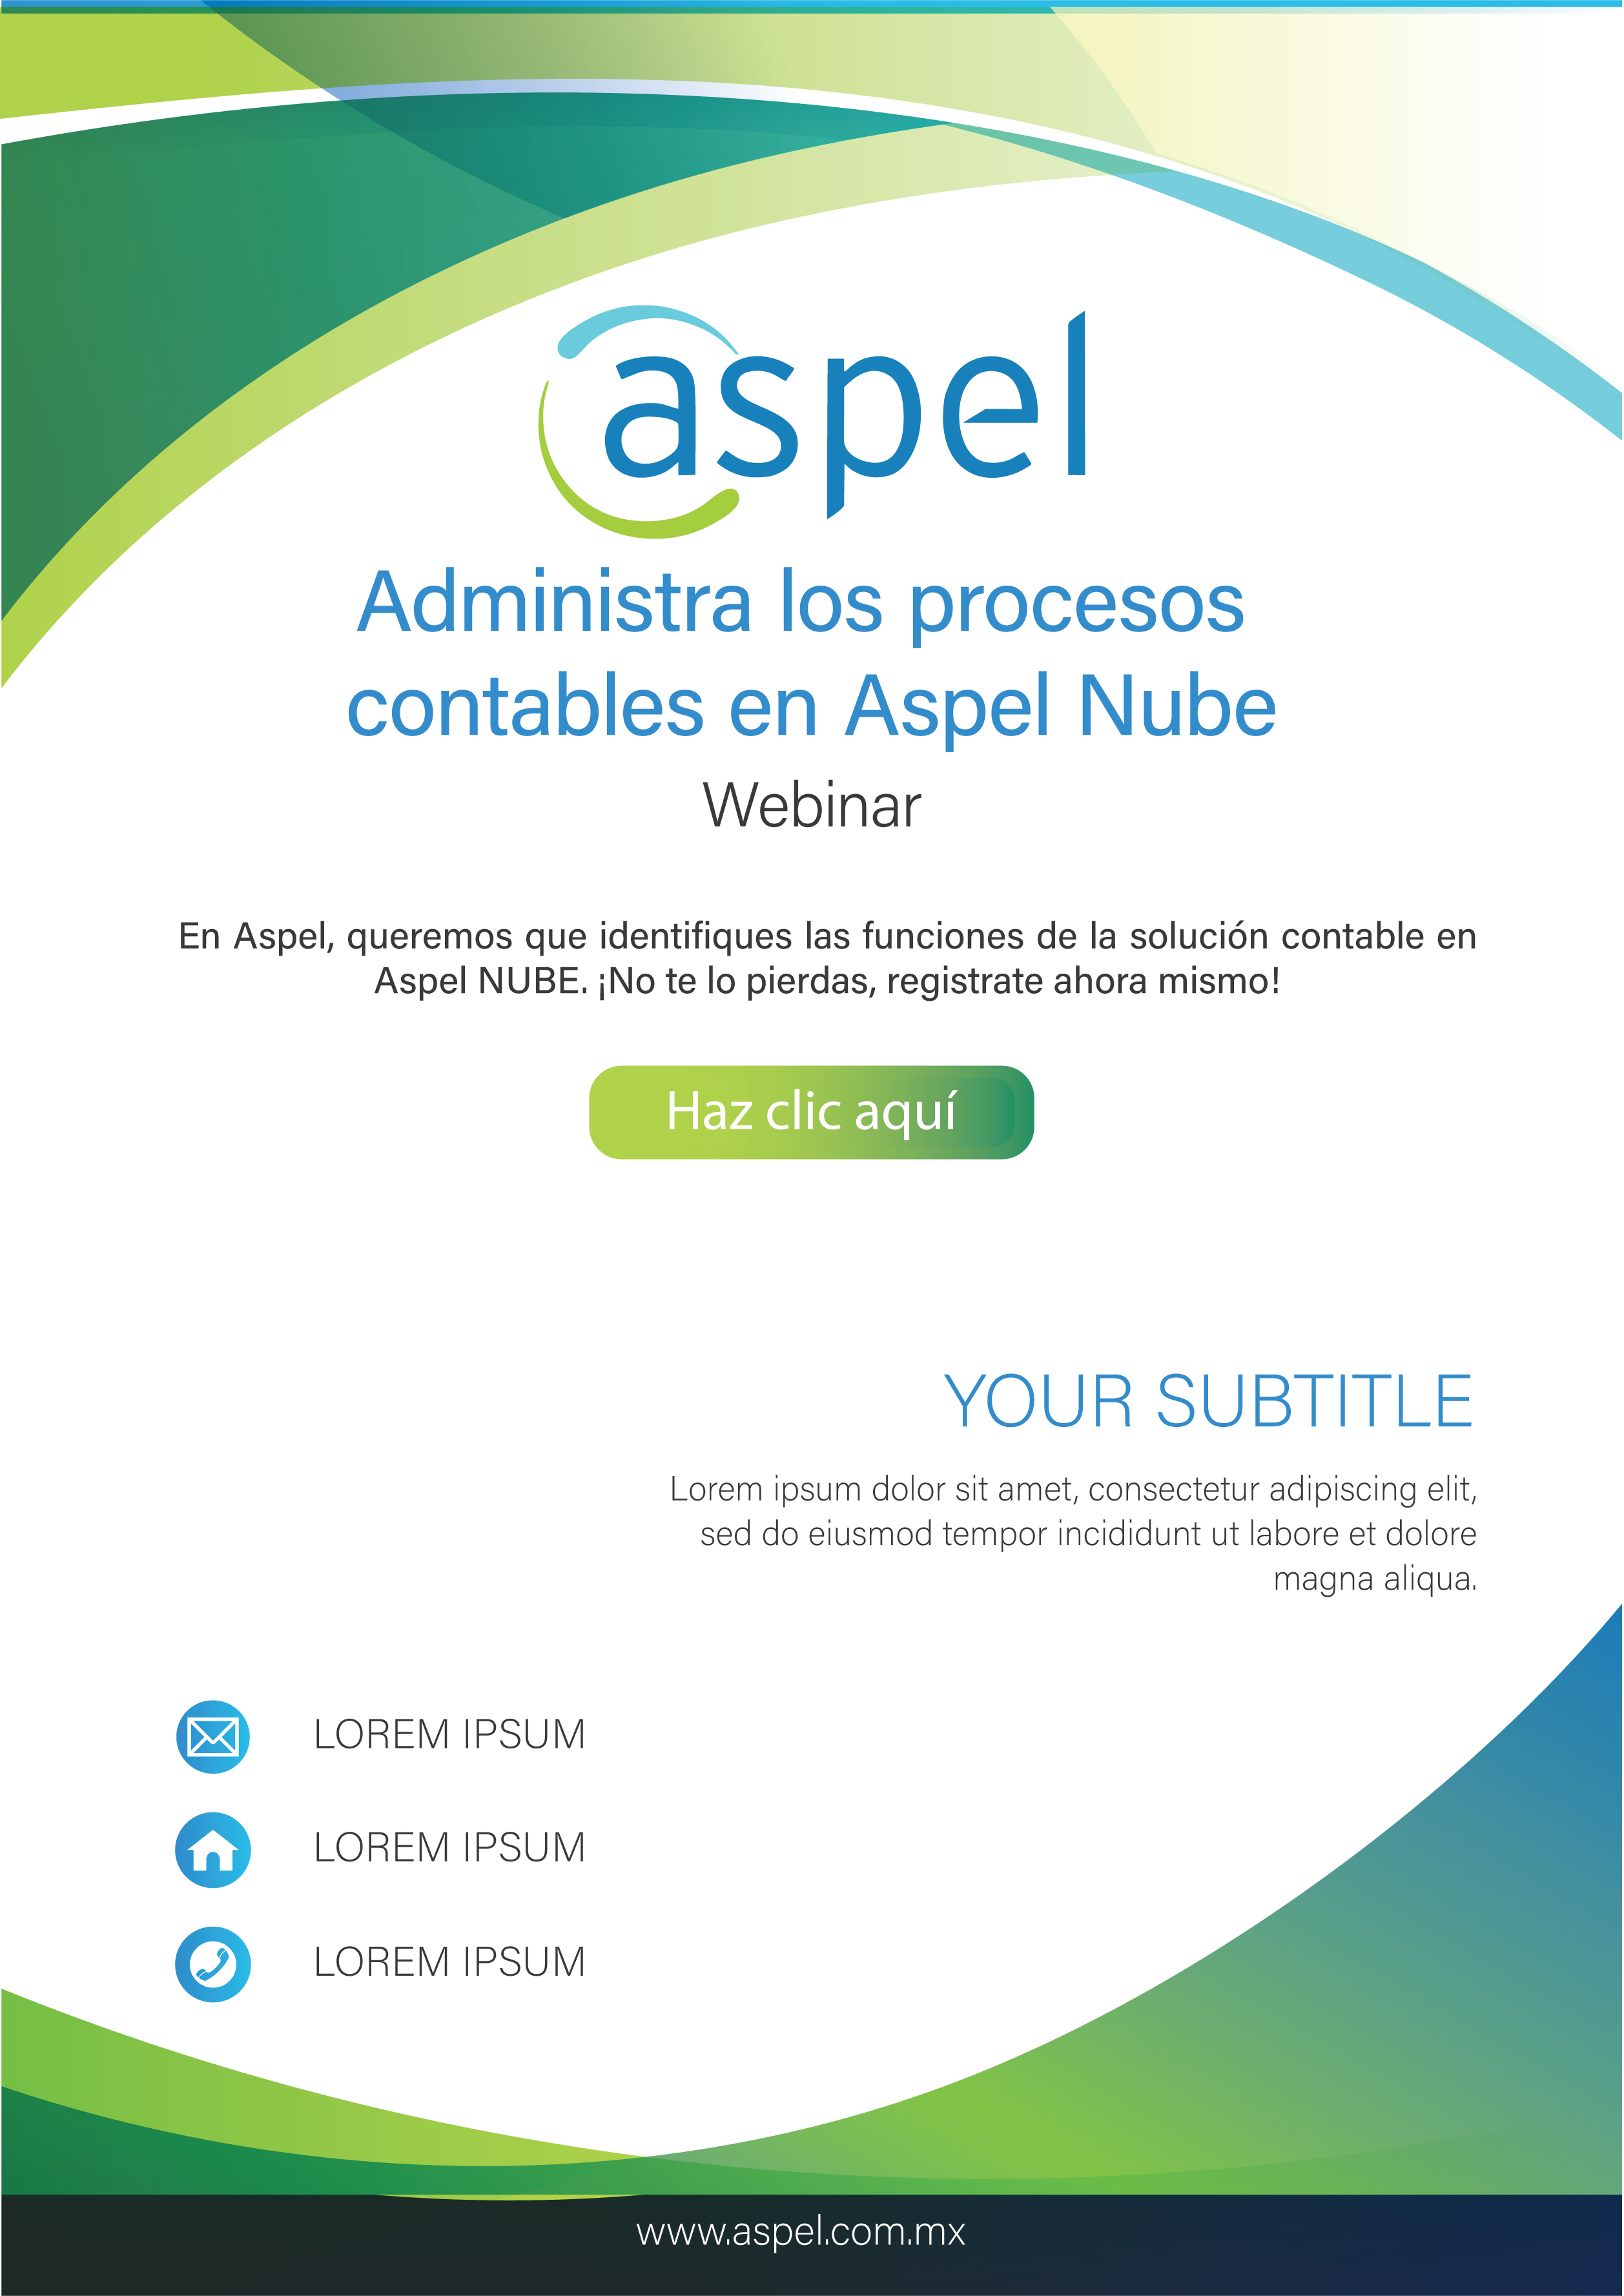 aspel
Administra los procesos
contables en Aspel Nube
Webinar
En Aspel, queremos que identifiques las funciones de la solución contable en
Aspel NUBE. ¡No te lo pierdas, registrate ahora mismo!
Haz clic aquí
YOUR SUBTITLE
Lorem ipsum dolor sit amet, consectetur adipiscing elit,
sed do eiusmod tempor incididunt ut labore et dolore
magna aliqua.
LOREM IPSUM
LOREM IPSUM
LOREM IPSUM
www.aspel.com.mx